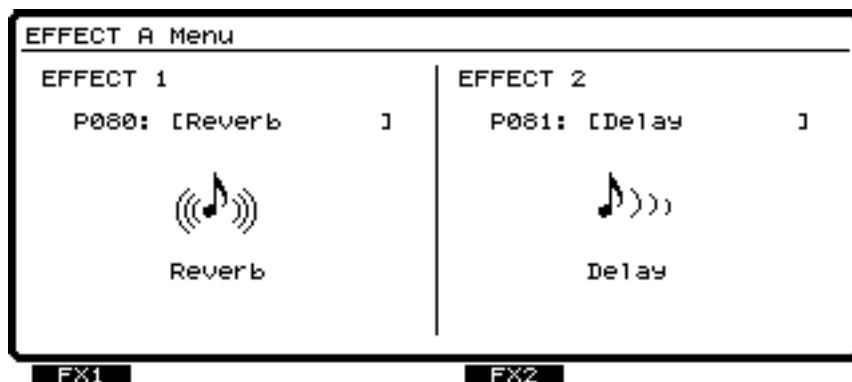 EFFECT A Menu
EFFECT 1
P080: [Reverb ]
Reverb
EFFECT 2
P081: [Delay ]
Delay
FX1
FX2